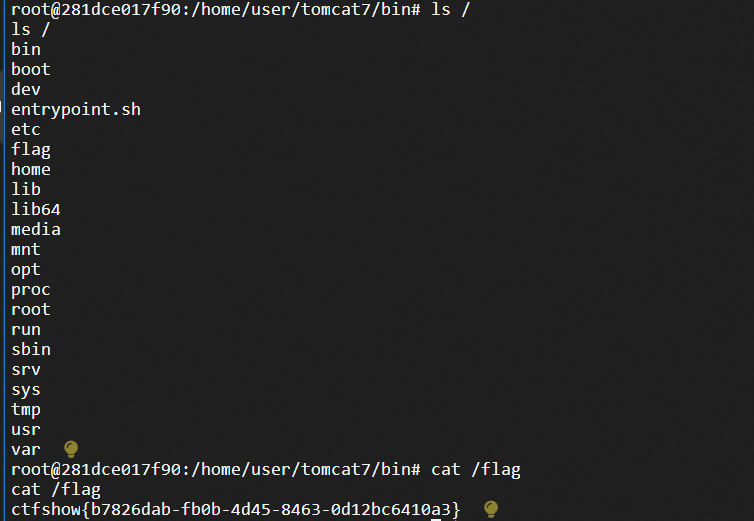 root@281dce017f90:/home/user/tomcat7/bin# ls /
ls /
bin
boot
dev
entrypoint.sh
etc
flag
home
lib
lib64
media
mnt
opt
proc
root
run
sbin
srv
sys
tmp
usr
var
root@281dce017f90:/home/user/tomcat7/bin# cat /flag
cat /flag
ctfshow{b7826dab-fb0b-4d45-8463-0d12bc6410a3}